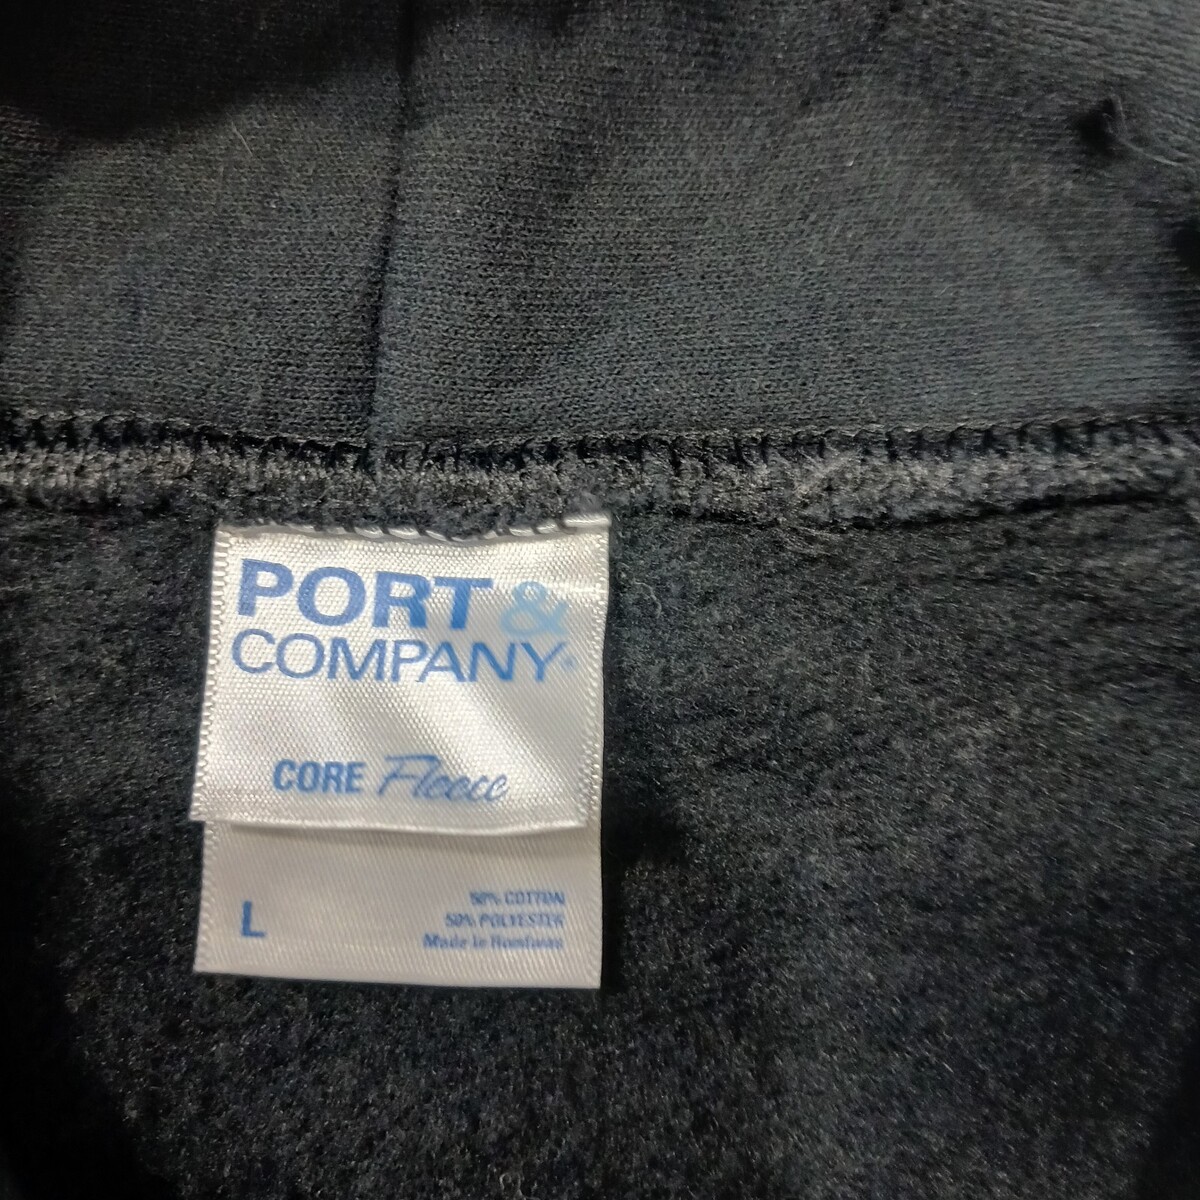 PORT &
COMPANY®
CORE Fleece
L
50% COTTON
50% POLYESTER
Made in Honduras